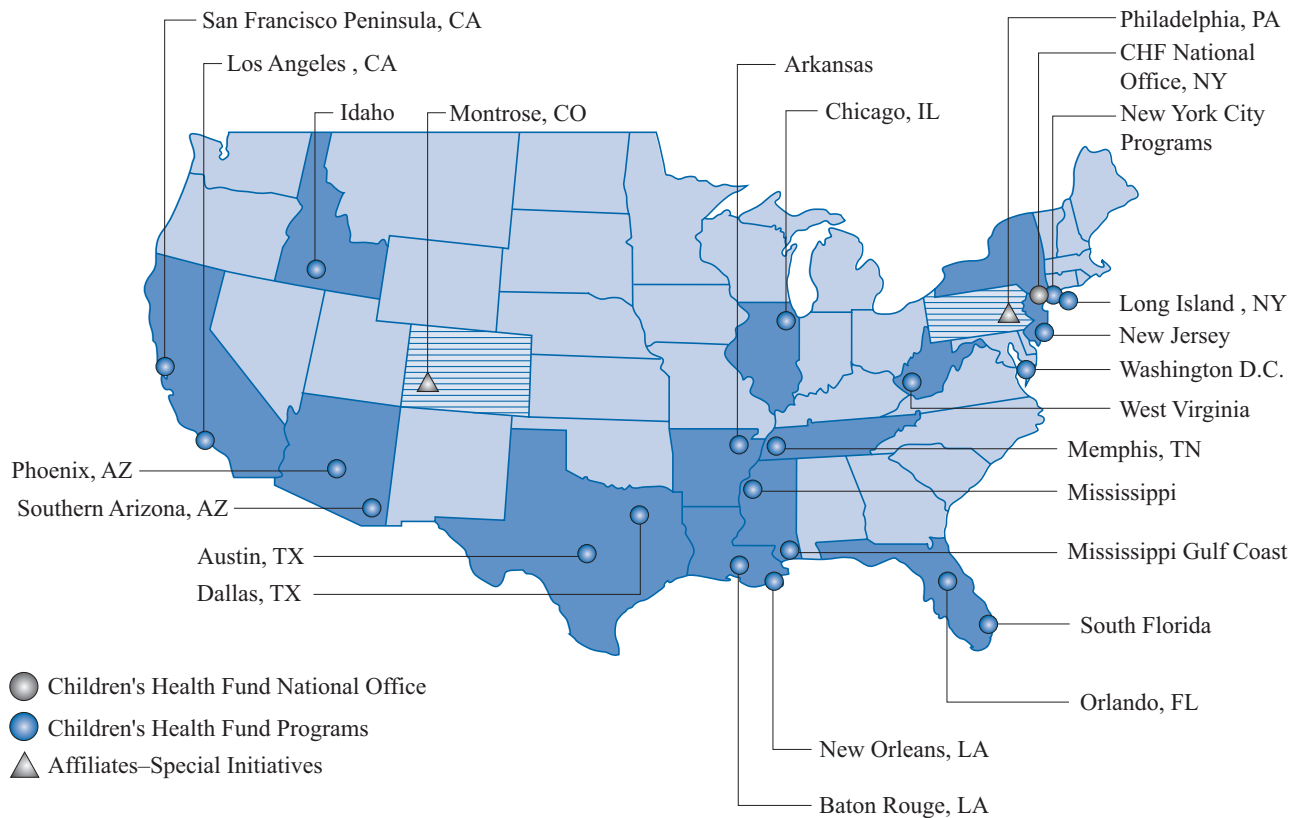 San Francisco Peninsula, CA
Los Angeles , CA
Idaho
Montrose, CO
Arkansas
Chicago, IL
Philadelphia, PA
CHF National
Office, NY
New York City
Programs
Long Island , NY
New Jersey
Washington D.C.
West Virginia
Memphis, TN
Mississippi
Mississippi Gulf Coast
South Florida
Orlando, FL
New Orleans, LA
Baton Rouge, LA
Phoenix, AZ
Southern Arizona, AZ
Austin, TX
Dallas, TX
Children's Health Fund National Office
Children's Health Fund Programs
Affiliates–Special Initiatives